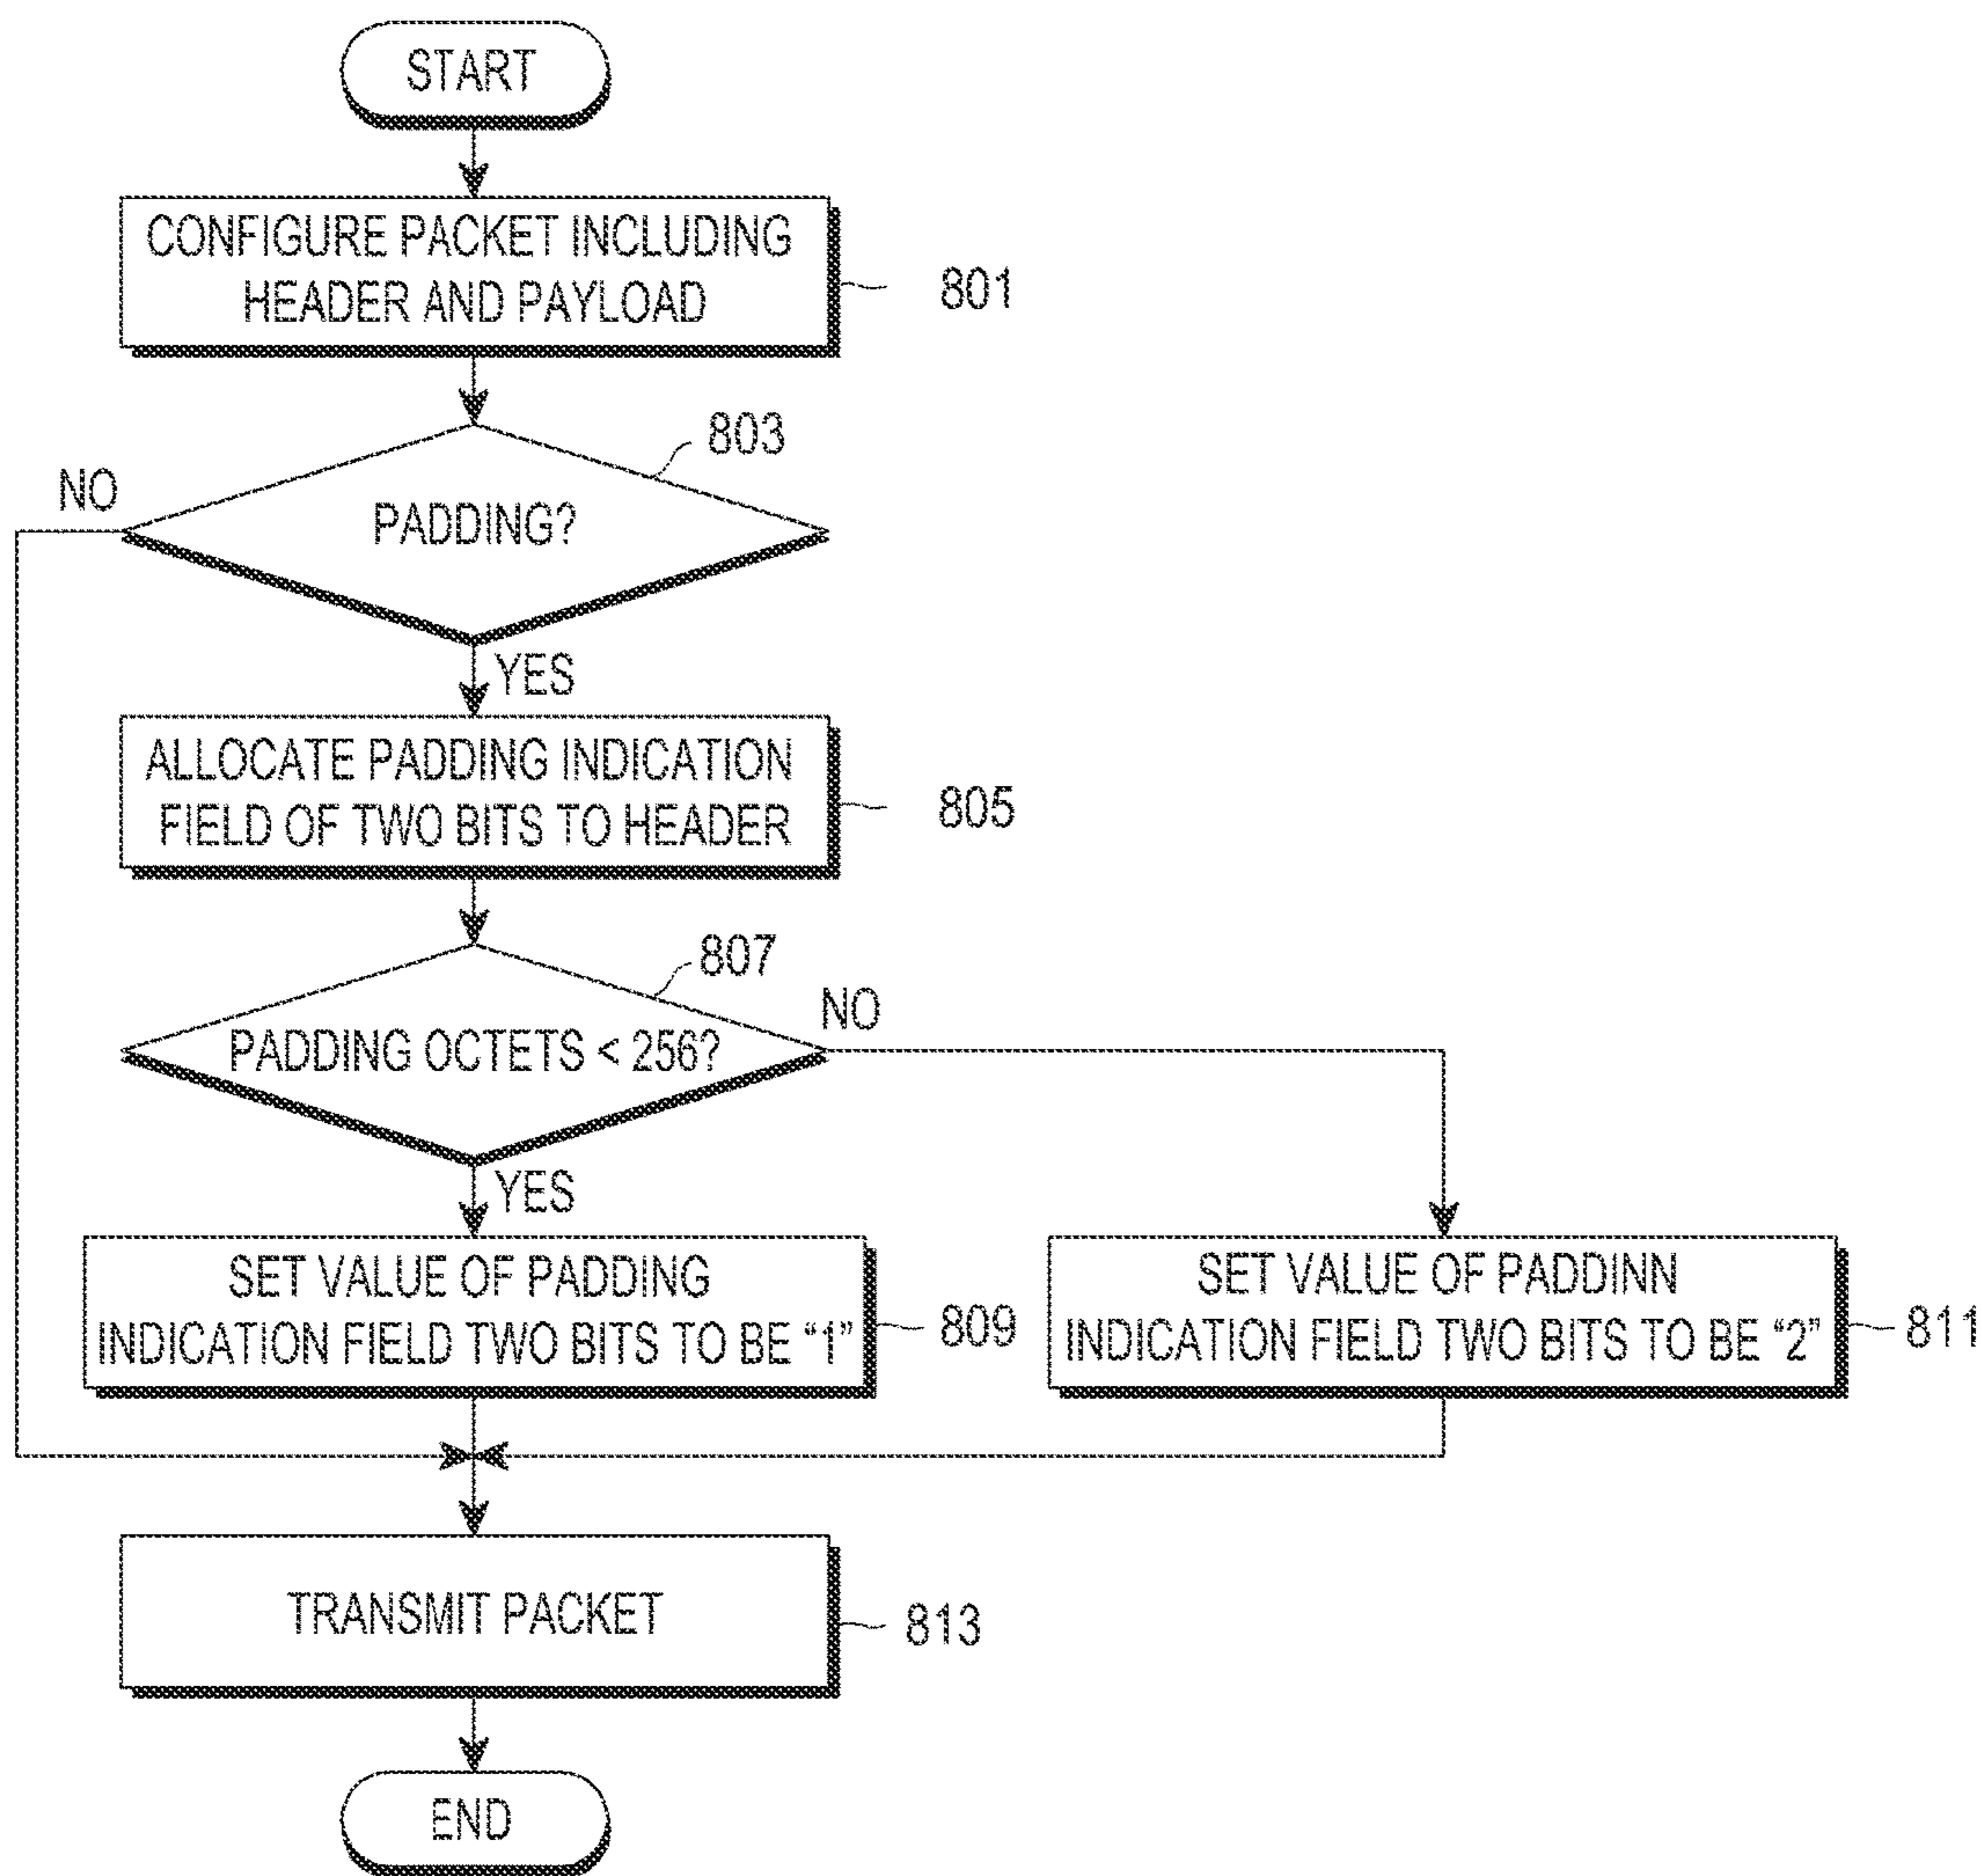 START
CONFIGURE PACKET INCLUDING
HEADER AND PAYLOAD
801
803
NO
PADDING?
YES
ALLOCATE PADDING INDICATION
FIELD OF TWO BITS TO HEADER
805
807
NO
PADDING OCTETS < 256?
YES
SET VALUE OF PADDING
INDICATION FIELD TWO BITS TO BE “1”
809
SET VALUE OF PADDINN
INDICATION FIELD TWO BITS TO BE “2”
811
TRANSMIT PACKET
813
END